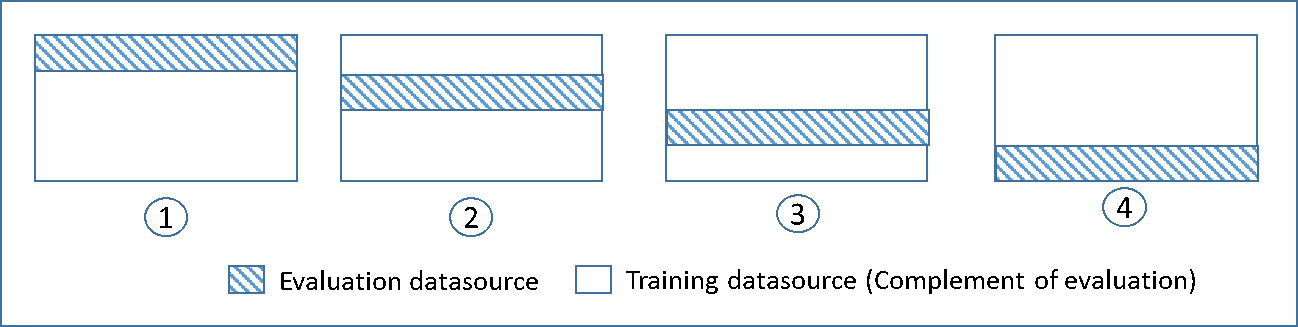 1 2 3 4
Evaluation datasource Training datasource (Complement of evaluation)